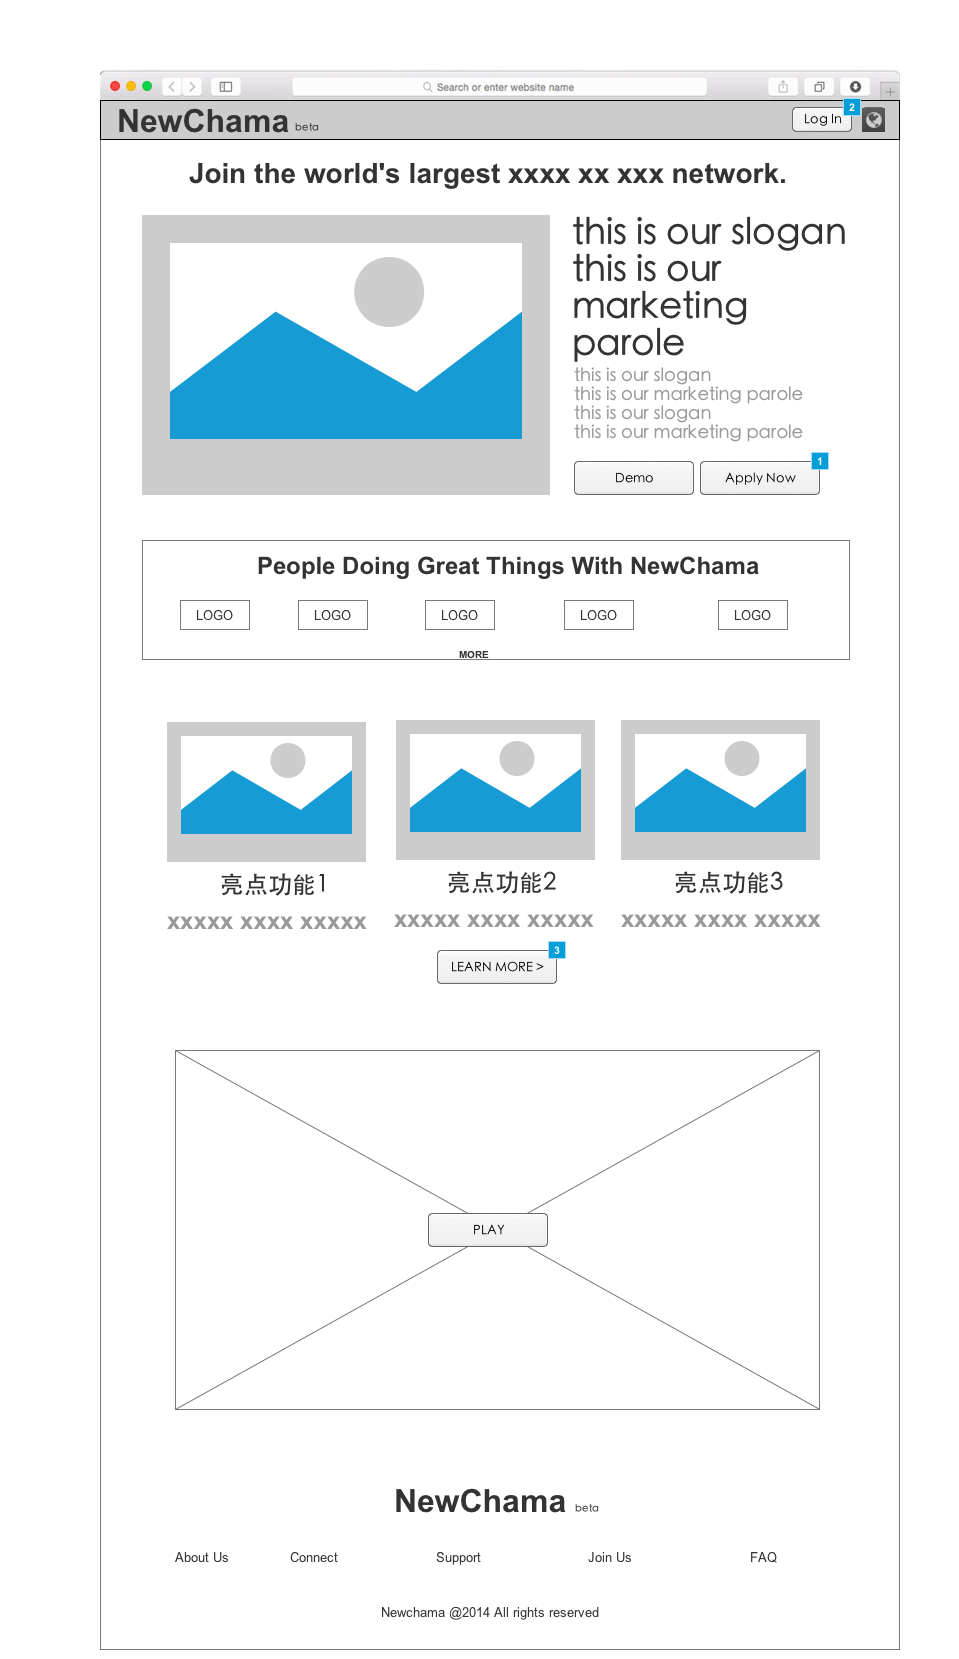 Search or enter website name
NewChama beta
Log In
2
Join the world's largest xxxx xx xxx network.
this is our slogan
this is our
marketing
parole
this is our slogan
this is our marketing parole
this is our slogan
this is our marketing parole
Demo
Apply Now
1
People Doing Great Things With NewChama
LOGO LOGO LOGO LOGO LOGO
MORE
亮点功能1 亮点功能2 亮点功能3
xxxxx xxxx xxxxx xxxxx xxxx xxxxx xxxxx xxxx xxxxx
LEARN MORE >
3
PLAY
NewChama beta
About Us Connect Support Join Us FAQ
Newchama @2014 All rights reserved